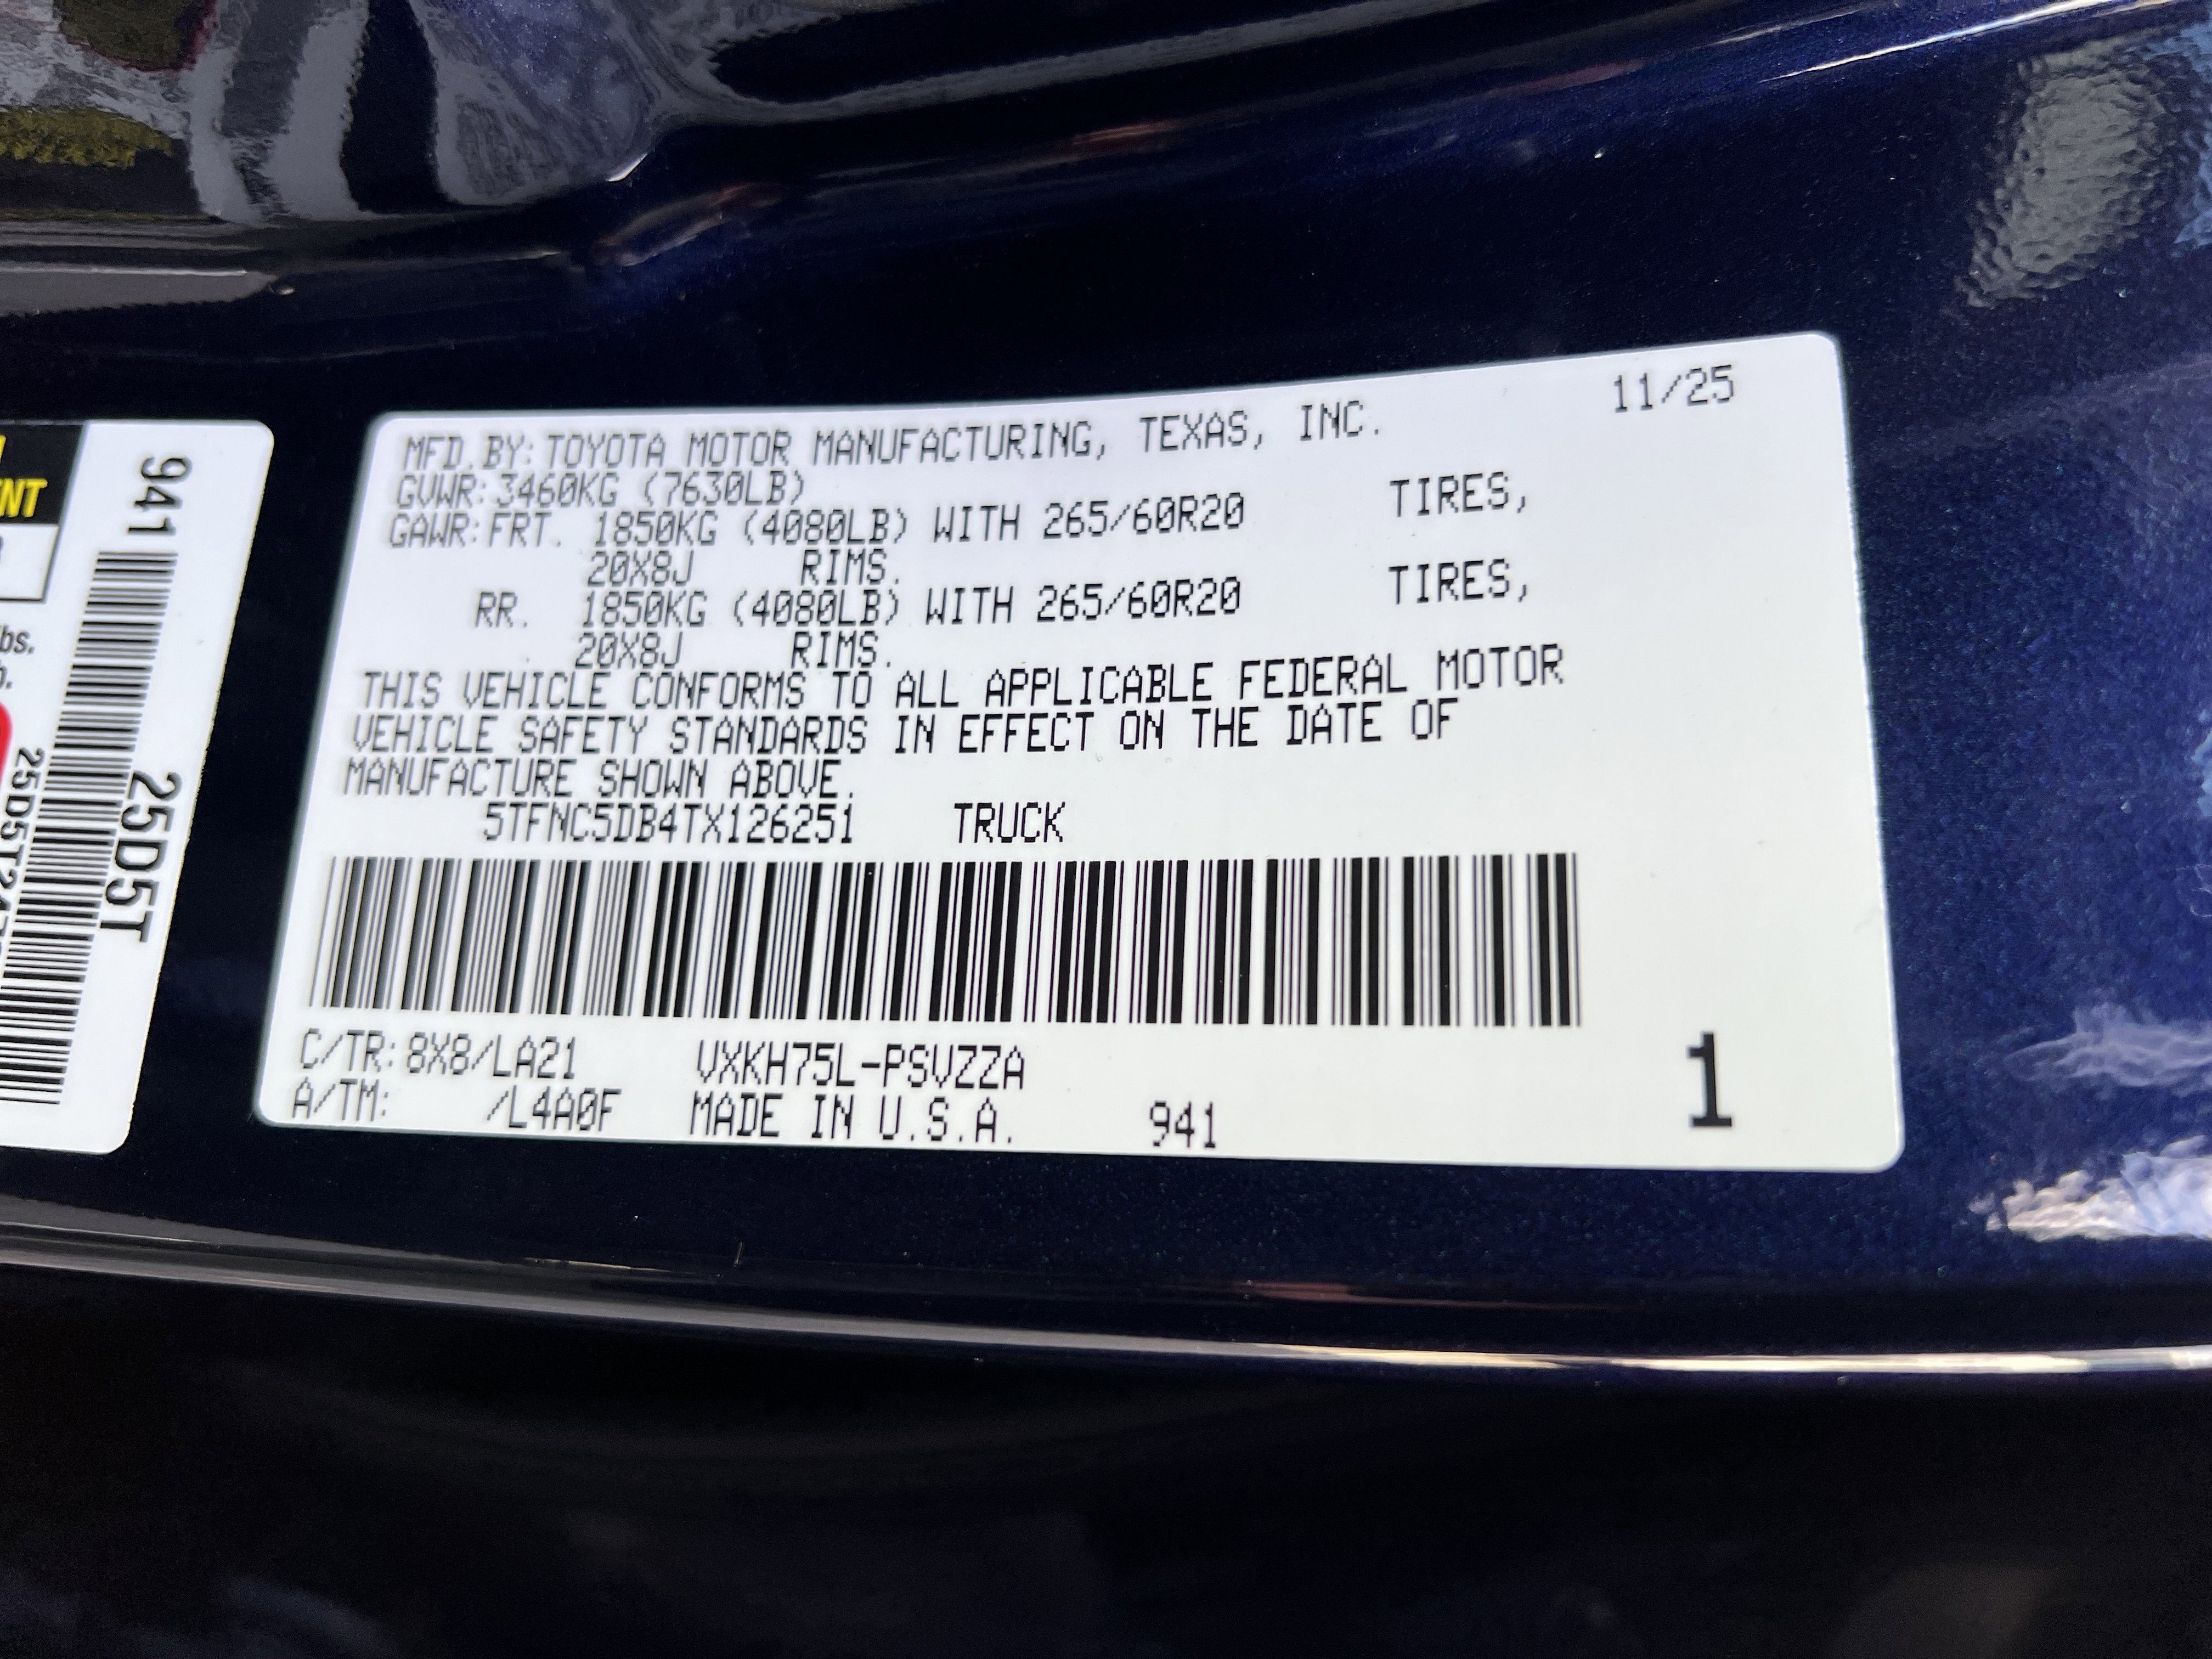 MFD.BY:TOYOTA MOTOR MANUFACTURING, TEXAS, INC. 11/25
GVWR:3460KG (7630LB)
GAWR:FRT. 1850KG (4080LB) WITH 265/60R20 TIRES,
20X8J RIMS.
RR. 1850KG (4080LB) WITH 265/60R20 TIRES,
20X8J RIMS.
THIS VEHICLE CONFORMS TO ALL APPLICABLE FEDERAL MOTOR
VEHICLE SAFETY STANDARDS IN EFFECT ON THE DATE OF
MANUFACTURE SHOWN ABOVE.
5TFNC5DB4TX126251 TRUCK
C/TR:8X8/LA21 VXKH75L-PSVZZA
A/TM: /L4A0F MADE IN U.S.A. 941
1
941
25D5T